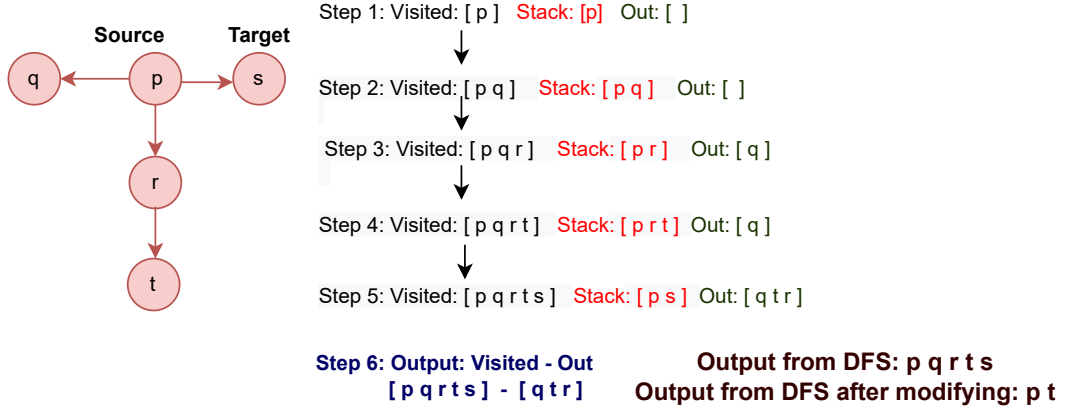 Source Target
q p s
r
t
Step 1: Visited: [ p ] Stack: [p] Out: [ ]
Step 2: Visited: [ p q ] Stack: [ p q ] Out: [ ]
Step 3: Visited: [ p q r ] Stack: [ p r ] Out: [ q ]
Step 4: Visited: [ p q r t ] Stack: [ p r t ] Out: [ q ]
Step 5: Visited: [ p q r t s ] Stack: [ p s ] Out: [ q t r ]
Step 6: Output: Visited - Out
[ p q r t s ] - [ q t r ]
Output from DFS: p q r t s
Output from DFS after modifying: p t